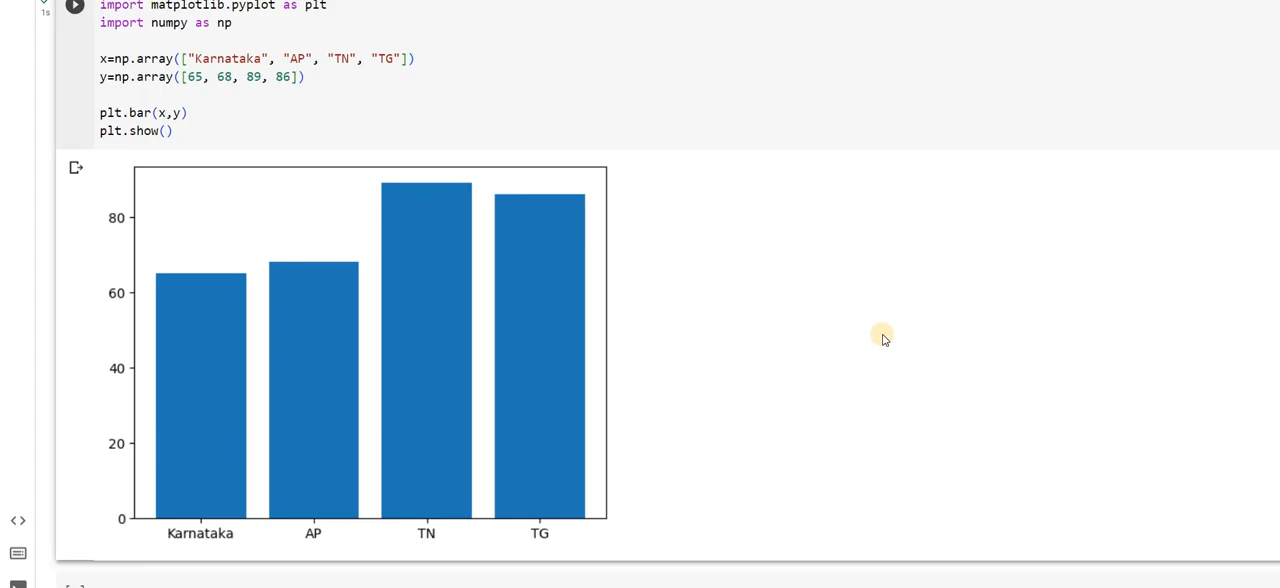 import matplotlib.pyplot as plt
1s
import numpy as np
x=np.array(["Karnataka", "AP", "TN", "TG"])
y=np.array([65, 68, 89, 86])
plt.bar(x,y)
plt.show()
80
60
40
20
0
Karnataka AP TN TG